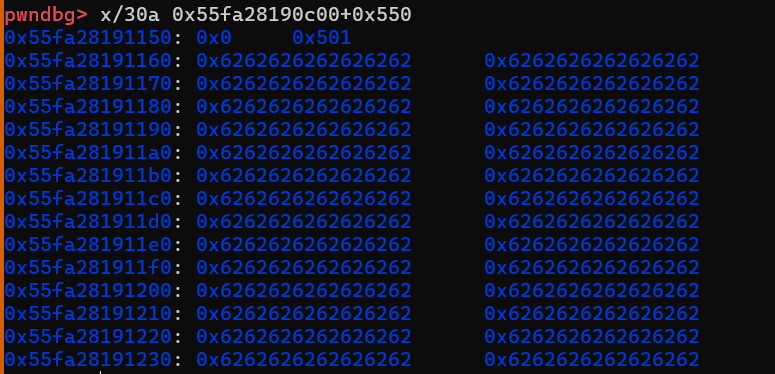 pwndbg> x/30a 0x55fa28190c00+0x550
0x55fa28191150: 0x0 0x501
0x55fa28191160: 0x6262626262626262 0x6262626262626262
0x55fa28191170: 0x6262626262626262 0x6262626262626262
0x55fa28191180: 0x6262626262626262 0x6262626262626262
0x55fa28191190: 0x6262626262626262 0x6262626262626262
0x55fa281911a0: 0x6262626262626262 0x6262626262626262
0x55fa281911b0: 0x6262626262626262 0x6262626262626262
0x55fa281911c0: 0x6262626262626262 0x6262626262626262
0x55fa281911d0: 0x6262626262626262 0x6262626262626262
0x55fa281911e0: 0x6262626262626262 0x6262626262626262
0x55fa281911f0: 0x6262626262626262 0x6262626262626262
0x55fa28191200: 0x6262626262626262 0x6262626262626262
0x55fa28191210: 0x6262626262626262 0x6262626262626262
0x55fa28191220: 0x6262626262626262 0x6262626262626262
0x55fa28191230: 0x6262626262626262 0x6262626262626262